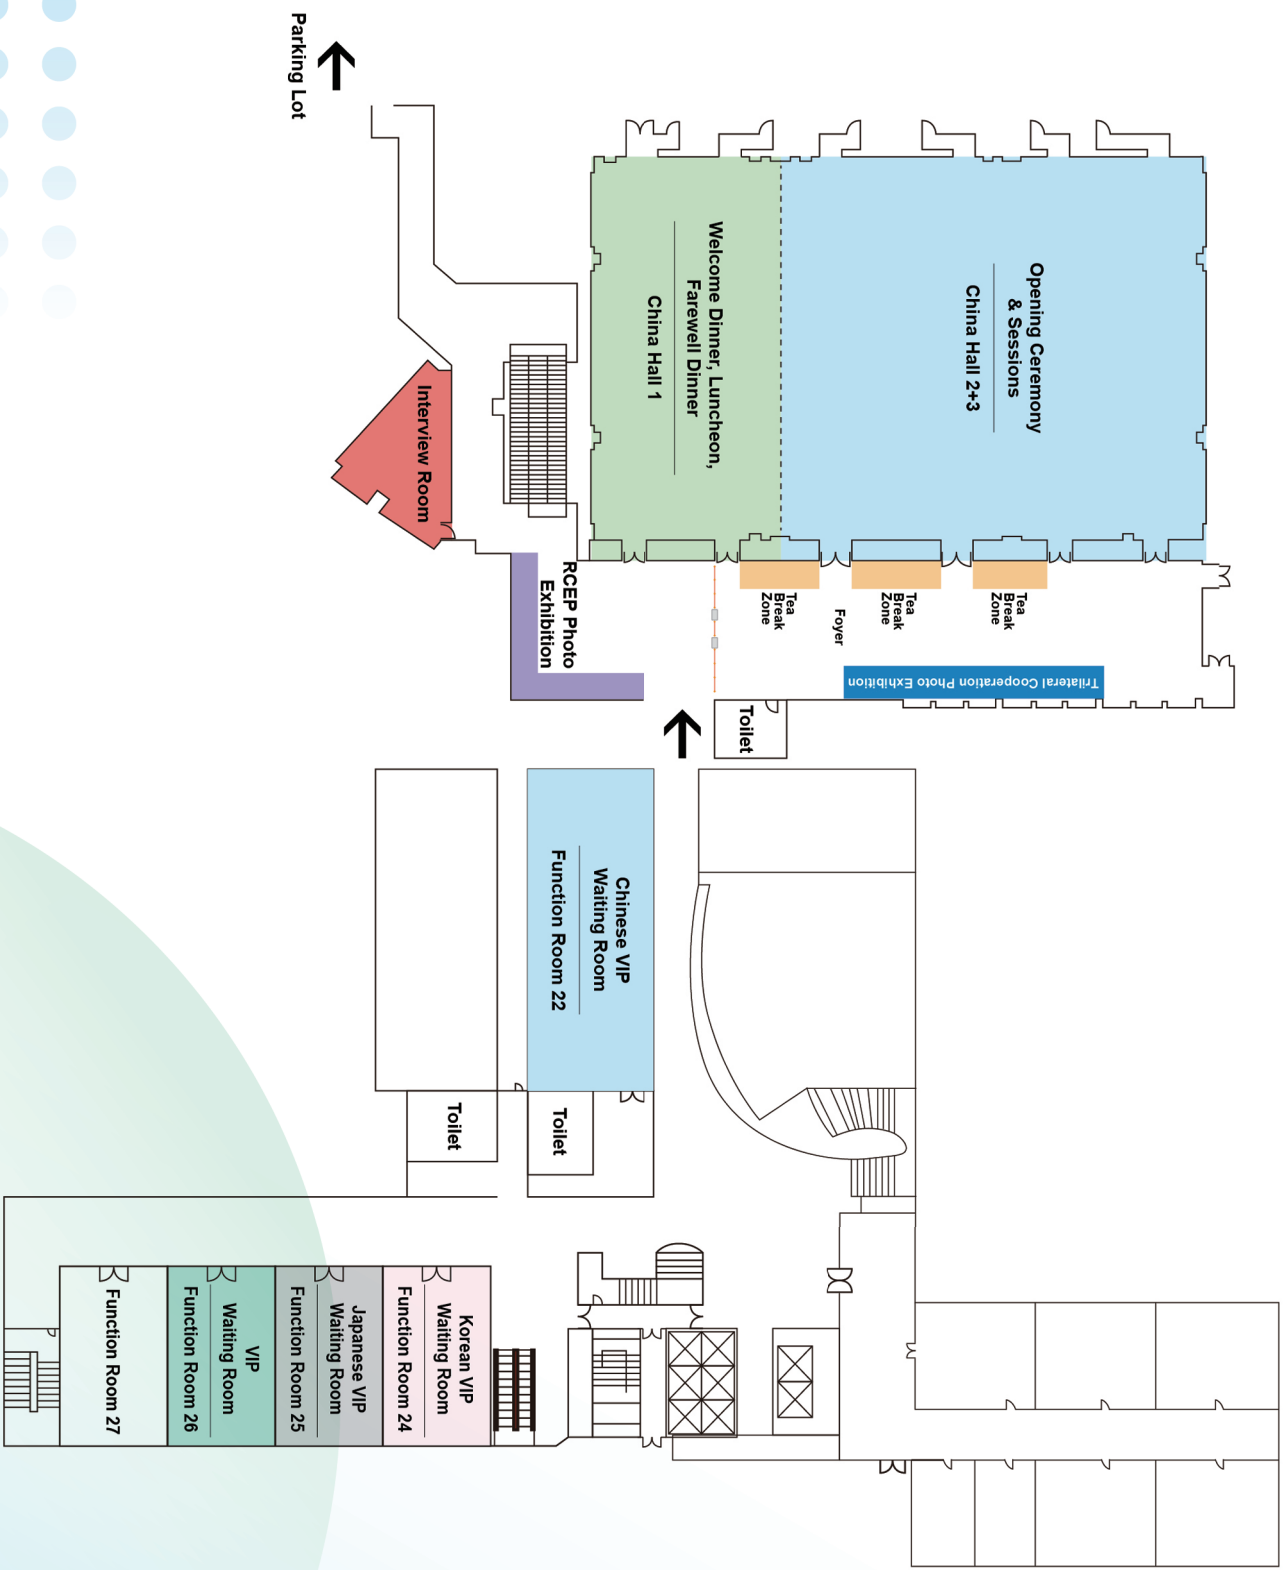 Parking Lot
Opening Ceremony
& Sessions
China Hall 2+3
Welcome Dinner, Luncheon,
Farewell Dinner
China Hall 1
Interview Room
RCEP Photo
Exhibition
Tea
Break
Zone
Tea
Break
Zone
Tea
Break
Zone
Foyer
Trilateral Cooperation Photo Exhibition
Toilet
Chinese VIP
Waiting Room
Function Room 22
Toilet
Toilet
Korean VIP
Waiting Room
Function Room 24
Japanese VIP
Waiting Room
Function Room 25
VIP
Waiting Room
Function Room 26
Function Room 27